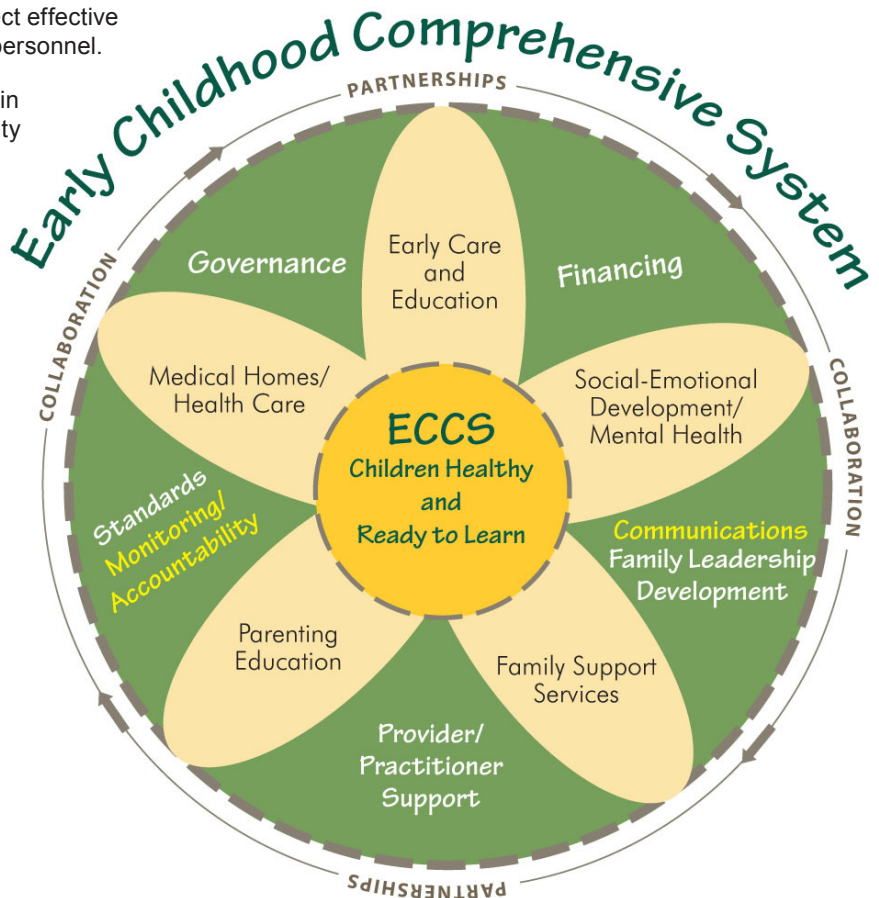 ect effective
personnel.
in
ity
Early Childhood Comprehensive System
PARTNERSHIPS
COLLABORATION
COLLABORATION
PARTNERSHIPS
Governance
Early Care
and
Education
Financing
Medical Homes/
Health Care
Social-Emotional
Development/
Mental Health
ECCS
Children Healthy
and
Ready to Learn
Standards
Monitoring/
Accountability
Communications
Family Leadership
Development
Parenting
Education
Family Support
Services
Provider/
Practitioner
Support